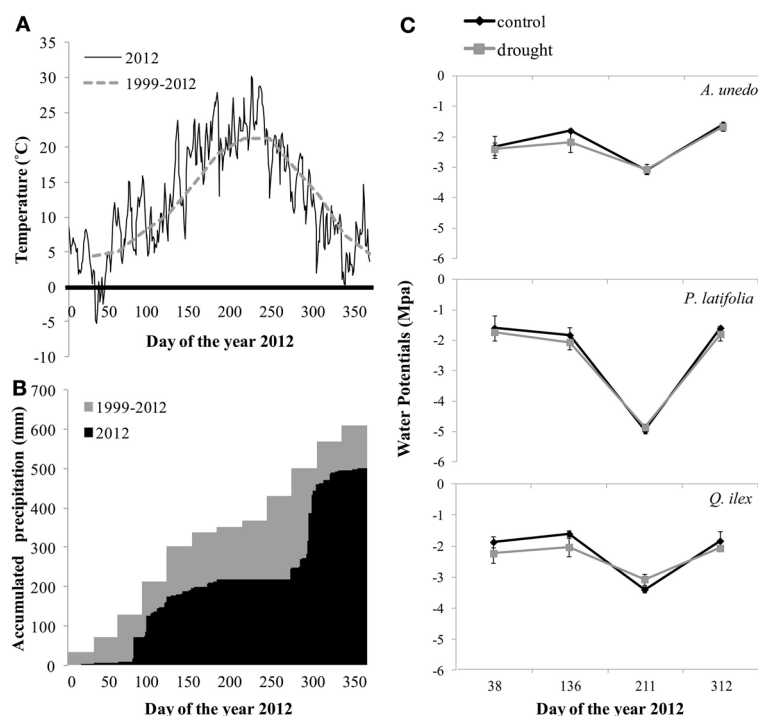 A
35
30
25
20
15
10
5
0
-5
-10
2012
1999-2012
Temperature (˚C)
0 50 100 150 200 250 300 350
Day of the year 2012
B
700
600
500
400
300
200
100
0
1999-2012
2012
Accumulated precipitation (mm)
0 50 100 150 200 250 300 350
Day of the year 2012
C
control
drought
A. unedo
0
-1
-2
-3
-4
-5
-6
P. latifolia
0
-1
-2
-3
-4
-5
-6
Water Potentials (Mpa)
Q. ilex
0
-1
-2
-3
-4
-5
-6
38 136 211 312
Day of the year 2012